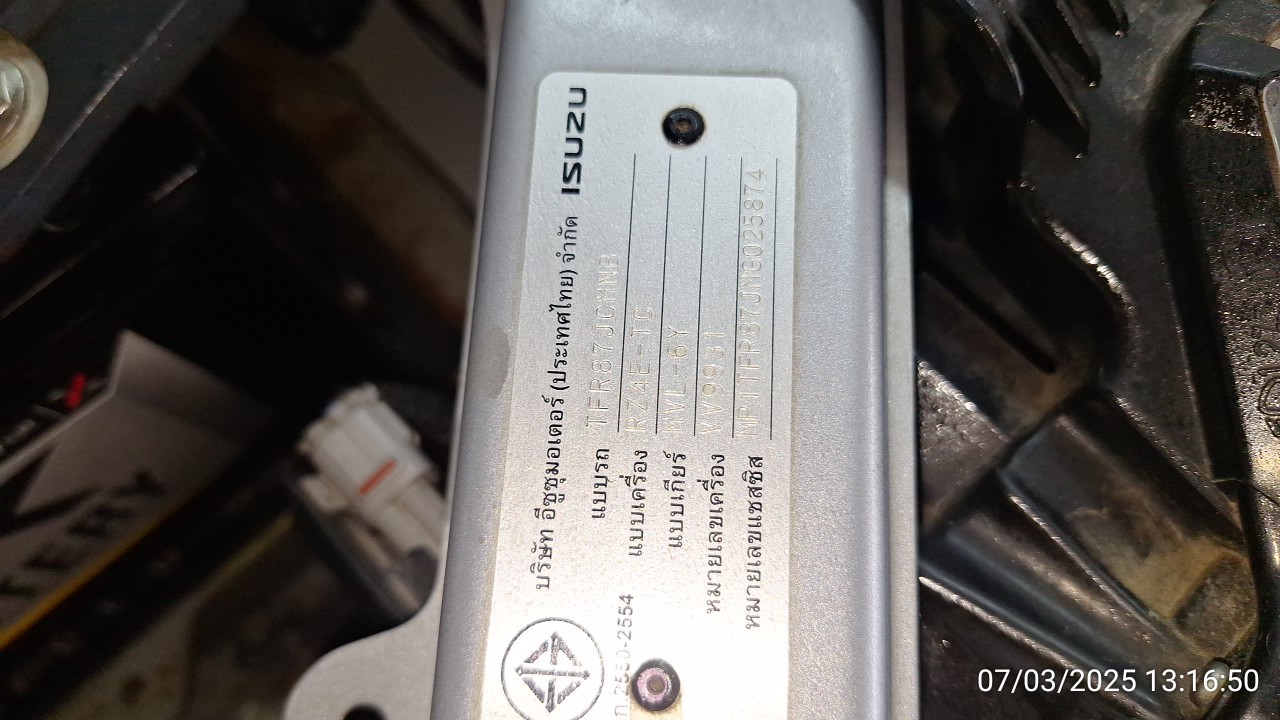 บริษัท อีซูซุมอเตอร์ (ประเทศไทย) จำกัด ISUZU
แบบรถ TFR87JCMNB
แบบเครื่อง RZ4E-TC
แบบเกียร์ MVL-6Y
หมายเลขเครื่อง VV9931
หมายเลขแชสซิส MP1TFR87JMG025874
2550-2554
07/03/2025 13:16:50